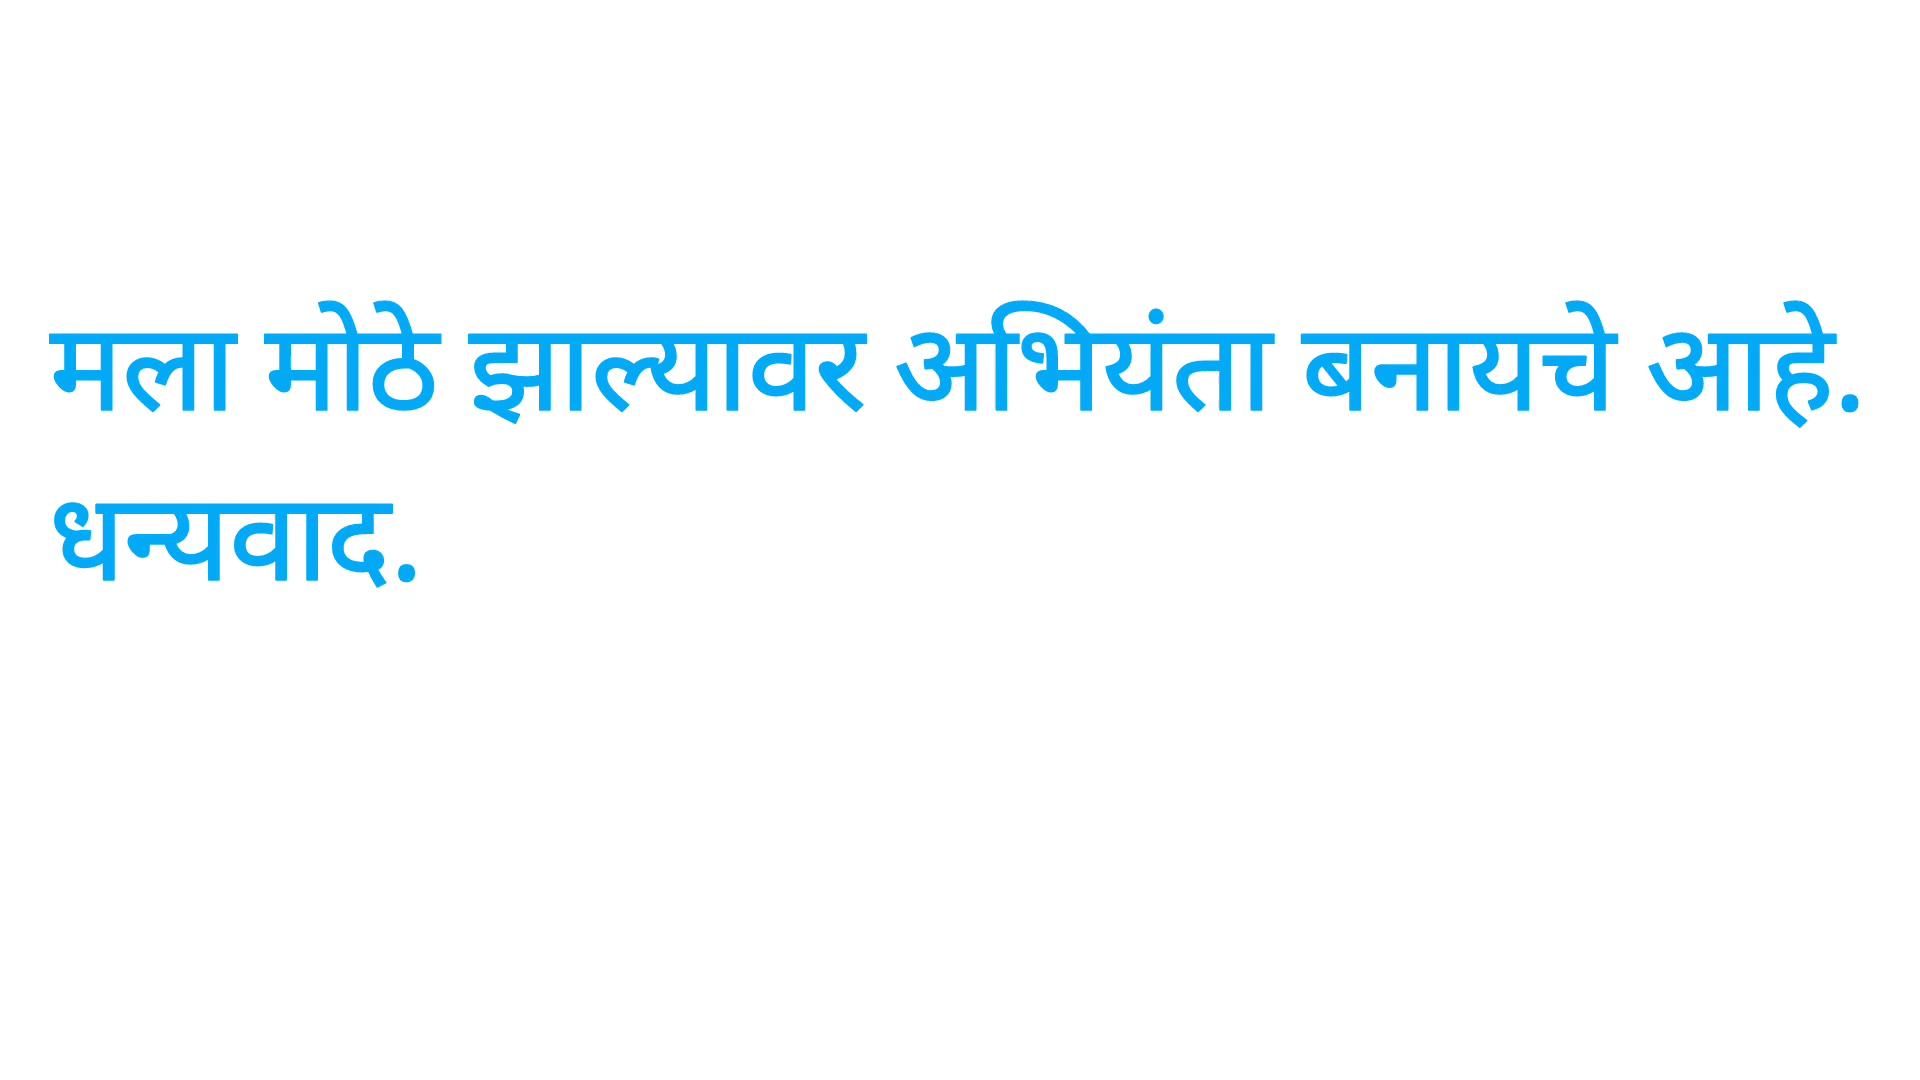 मला मोठे झाल्यावर अभियंता बनायचे आहे.
धन्यवाद.